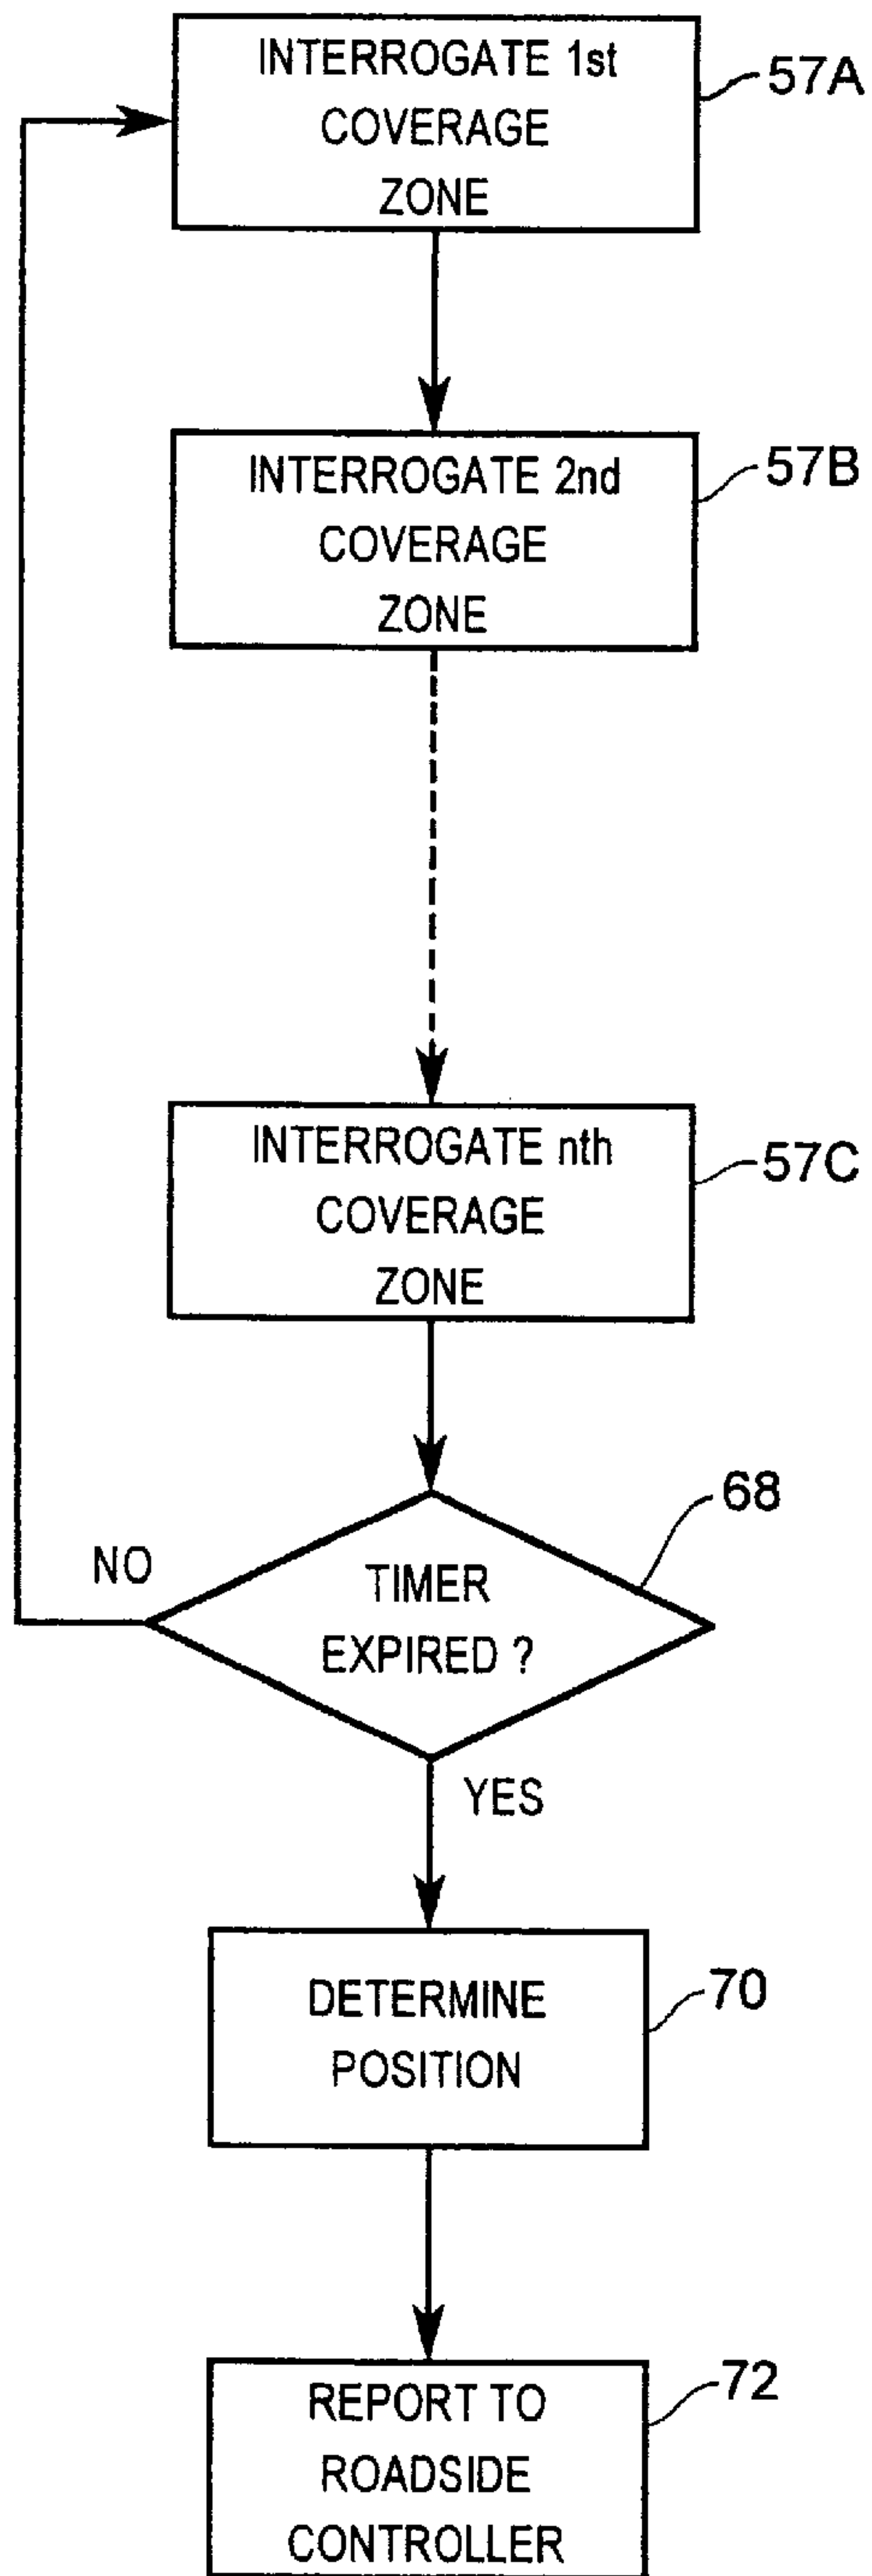 INTERROGATE 1st
COVERAGE
ZONE
57A
INTERROGATE 2nd
COVERAGE
ZONE
57B
INTERROGATE nth
COVERAGE
ZONE
57C
68
NO
TIMER
EXPIRED ?
YES
DETERMINE
POSITION
70
REPORT TO
ROADSIDE
CONTROLLER
72